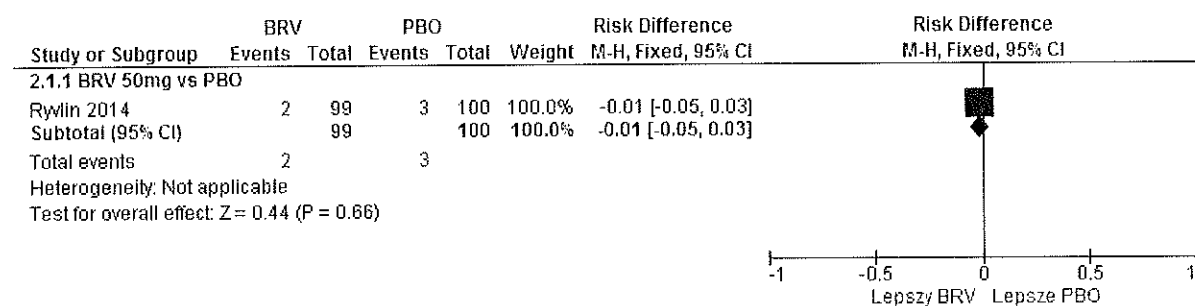 BRV PBO Risk Difference Risk Difference
Study or Subgroup Events Total Events Total Weight M-H, Fixed, 95% CI M-H, Fixed, 95% CI
2.1.1 BRV 50mg vs PBO
Ryvlin 2014 2 99 3 100 100.0% -0.01 [-0.05, 0.03]
Subtotal (95% CI) 99 100 100.0% -0.01 [-0.05, 0.03]
Total events 2 3
Heterogeneity: Not applicable
Test for overall effect: Z = 0.44 (P = 0.66)
-1 -0.5 0 0.5 1
Lepszy BRV Lepsze PBO